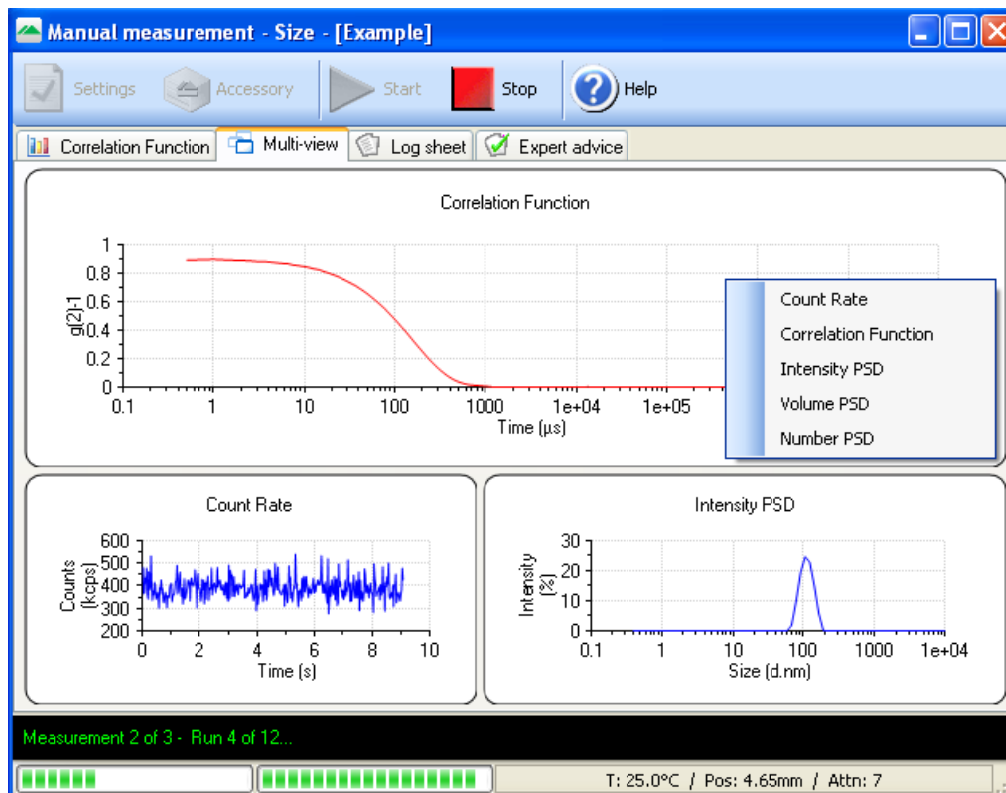 Manual measurement - Size - [Example]
Settings Accessory Start Stop Help
Correlation Function Multi-view Log sheet Expert advice
Correlation Function
1
0.8
0.6
0.4
0.2
0
g(2)-1
0.1 1 10 100 1000 1e+04 1e+05
Time (µs)
Count Rate
Correlation Function
Intensity PSD
Volume PSD
Number PSD
Count Rate
600
500
400
300
200
Counts
(kcps)
0 2 4 6 8 10
Time (s)
Intensity PSD
30
20
10
0
Intensity
(%)
0.1 1 10 100 1000 1e+04
Size (d.nm)
Measurement 2 of 3 - Run 4 of 12...
T: 25.0°C / Pos: 4.65mm / Attn: 7